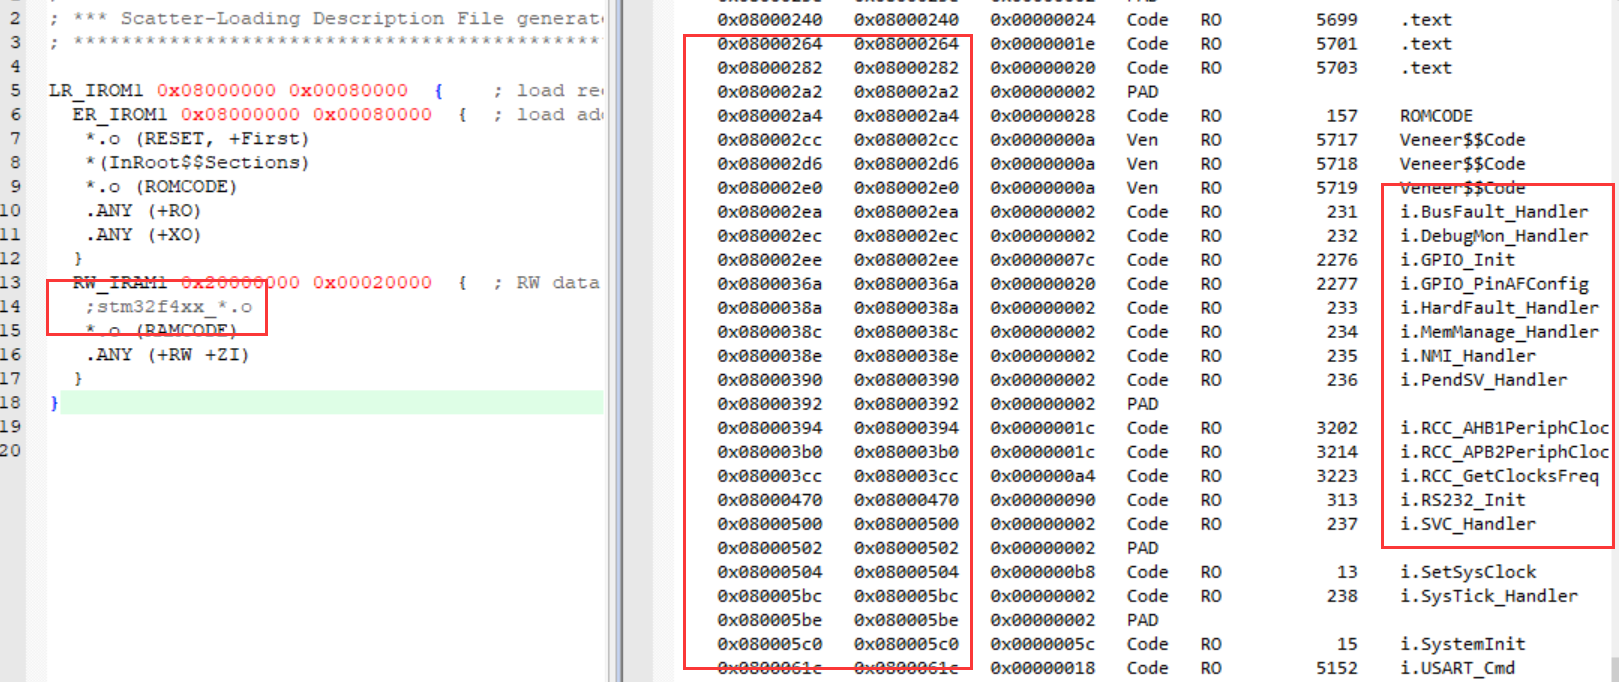 2 ; *** Scatter-Loading Description File generate
3 ; ********************************************
4
5 LR_IROM1 0x08000000 0x00080000 { ; load re
6 ER_IROM1 0x08000000 0x00080000 { ; load ad
7 *.o (RESET, +First)
8 *(InRoot$$Sections)
9 *.o (ROMCODE)
10 .ANY (+RO)
11 .ANY (+XO)
12 }
13 RW_IRAM1 0x20000000 0x00020000 { ; RW data
14 ;stm32f4xx_*.o
15 *.o (RAMCODE)
16 .ANY (+RW +ZI)
17 }
18 }
19
20
0x08000240 0x08000240 0x00000024 Code RO 5699 .text
0x08000264 0x08000264 0x0000001e Code RO 5701 .text
0x08000282 0x08000282 0x00000020 Code RO 5703 .text
0x080002a2 0x080002a2 0x00000002 PAD
0x080002a4 0x080002a4 0x00000028 Code RO 157 ROMCODE
0x080002cc 0x080002cc 0x0000000a Ven RO 5717 Veneer$$Code
0x080002d6 0x080002d6 0x0000000a Ven RO 5718 Veneer$$Code
0x080002e0 0x080002e0 0x0000000a Ven RO 5719 Veneer$$Code
0x080002ea 0x080002ea 0x00000002 Code RO 231 i.BusFault_Handler
0x080002ec 0x080002ec 0x00000002 Code RO 232 i.DebugMon_Handler
0x080002ee 0x080002ee 0x0000007c Code RO 2276 i.GPIO_Init
0x0800036a 0x0800036a 0x00000020 Code RO 2277 i.GPIO_PinAFConfig
0x0800038a 0x0800038a 0x00000002 Code RO 233 i.HardFault_Handler
0x0800038c 0x0800038c 0x00000002 Code RO 234 i.MemManage_Handler
0x0800038e 0x0800038e 0x00000002 Code RO 235 i.NMI_Handler
0x08000390 0x08000390 0x00000002 Code RO 236 i.PendSV_Handler
0x08000392 0x08000392 0x00000002 PAD
0x08000394 0x08000394 0x0000001c Code RO 3202 i.RCC_AHB1PeriphCloc
0x080003b0 0x080003b0 0x0000001c Code RO 3214 i.RCC_APB2PeriphCloc
0x080003cc 0x080003cc 0x000000a4 Code RO 3223 i.RCC_GetClocksFreq
0x08000470 0x08000470 0x00000090 Code RO 313 i.RS232_Init
0x08000500 0x08000500 0x00000002 Code RO 237 i.SVC_Handler
0x08000502 0x08000502 0x00000002 PAD
0x08000504 0x08000504 0x000000b8 Code RO 13 i.SetSysClock
0x080005bc 0x080005bc 0x00000002 Code RO 238 i.SysTick_Handler
0x080005be 0x080005be 0x00000002 PAD
0x080005c0 0x080005c0 0x0000005c Code RO 15 i.SystemInit
0x0800061c 0x0800061c 0x00000018 Code RO 5152 i.USART_Cmd